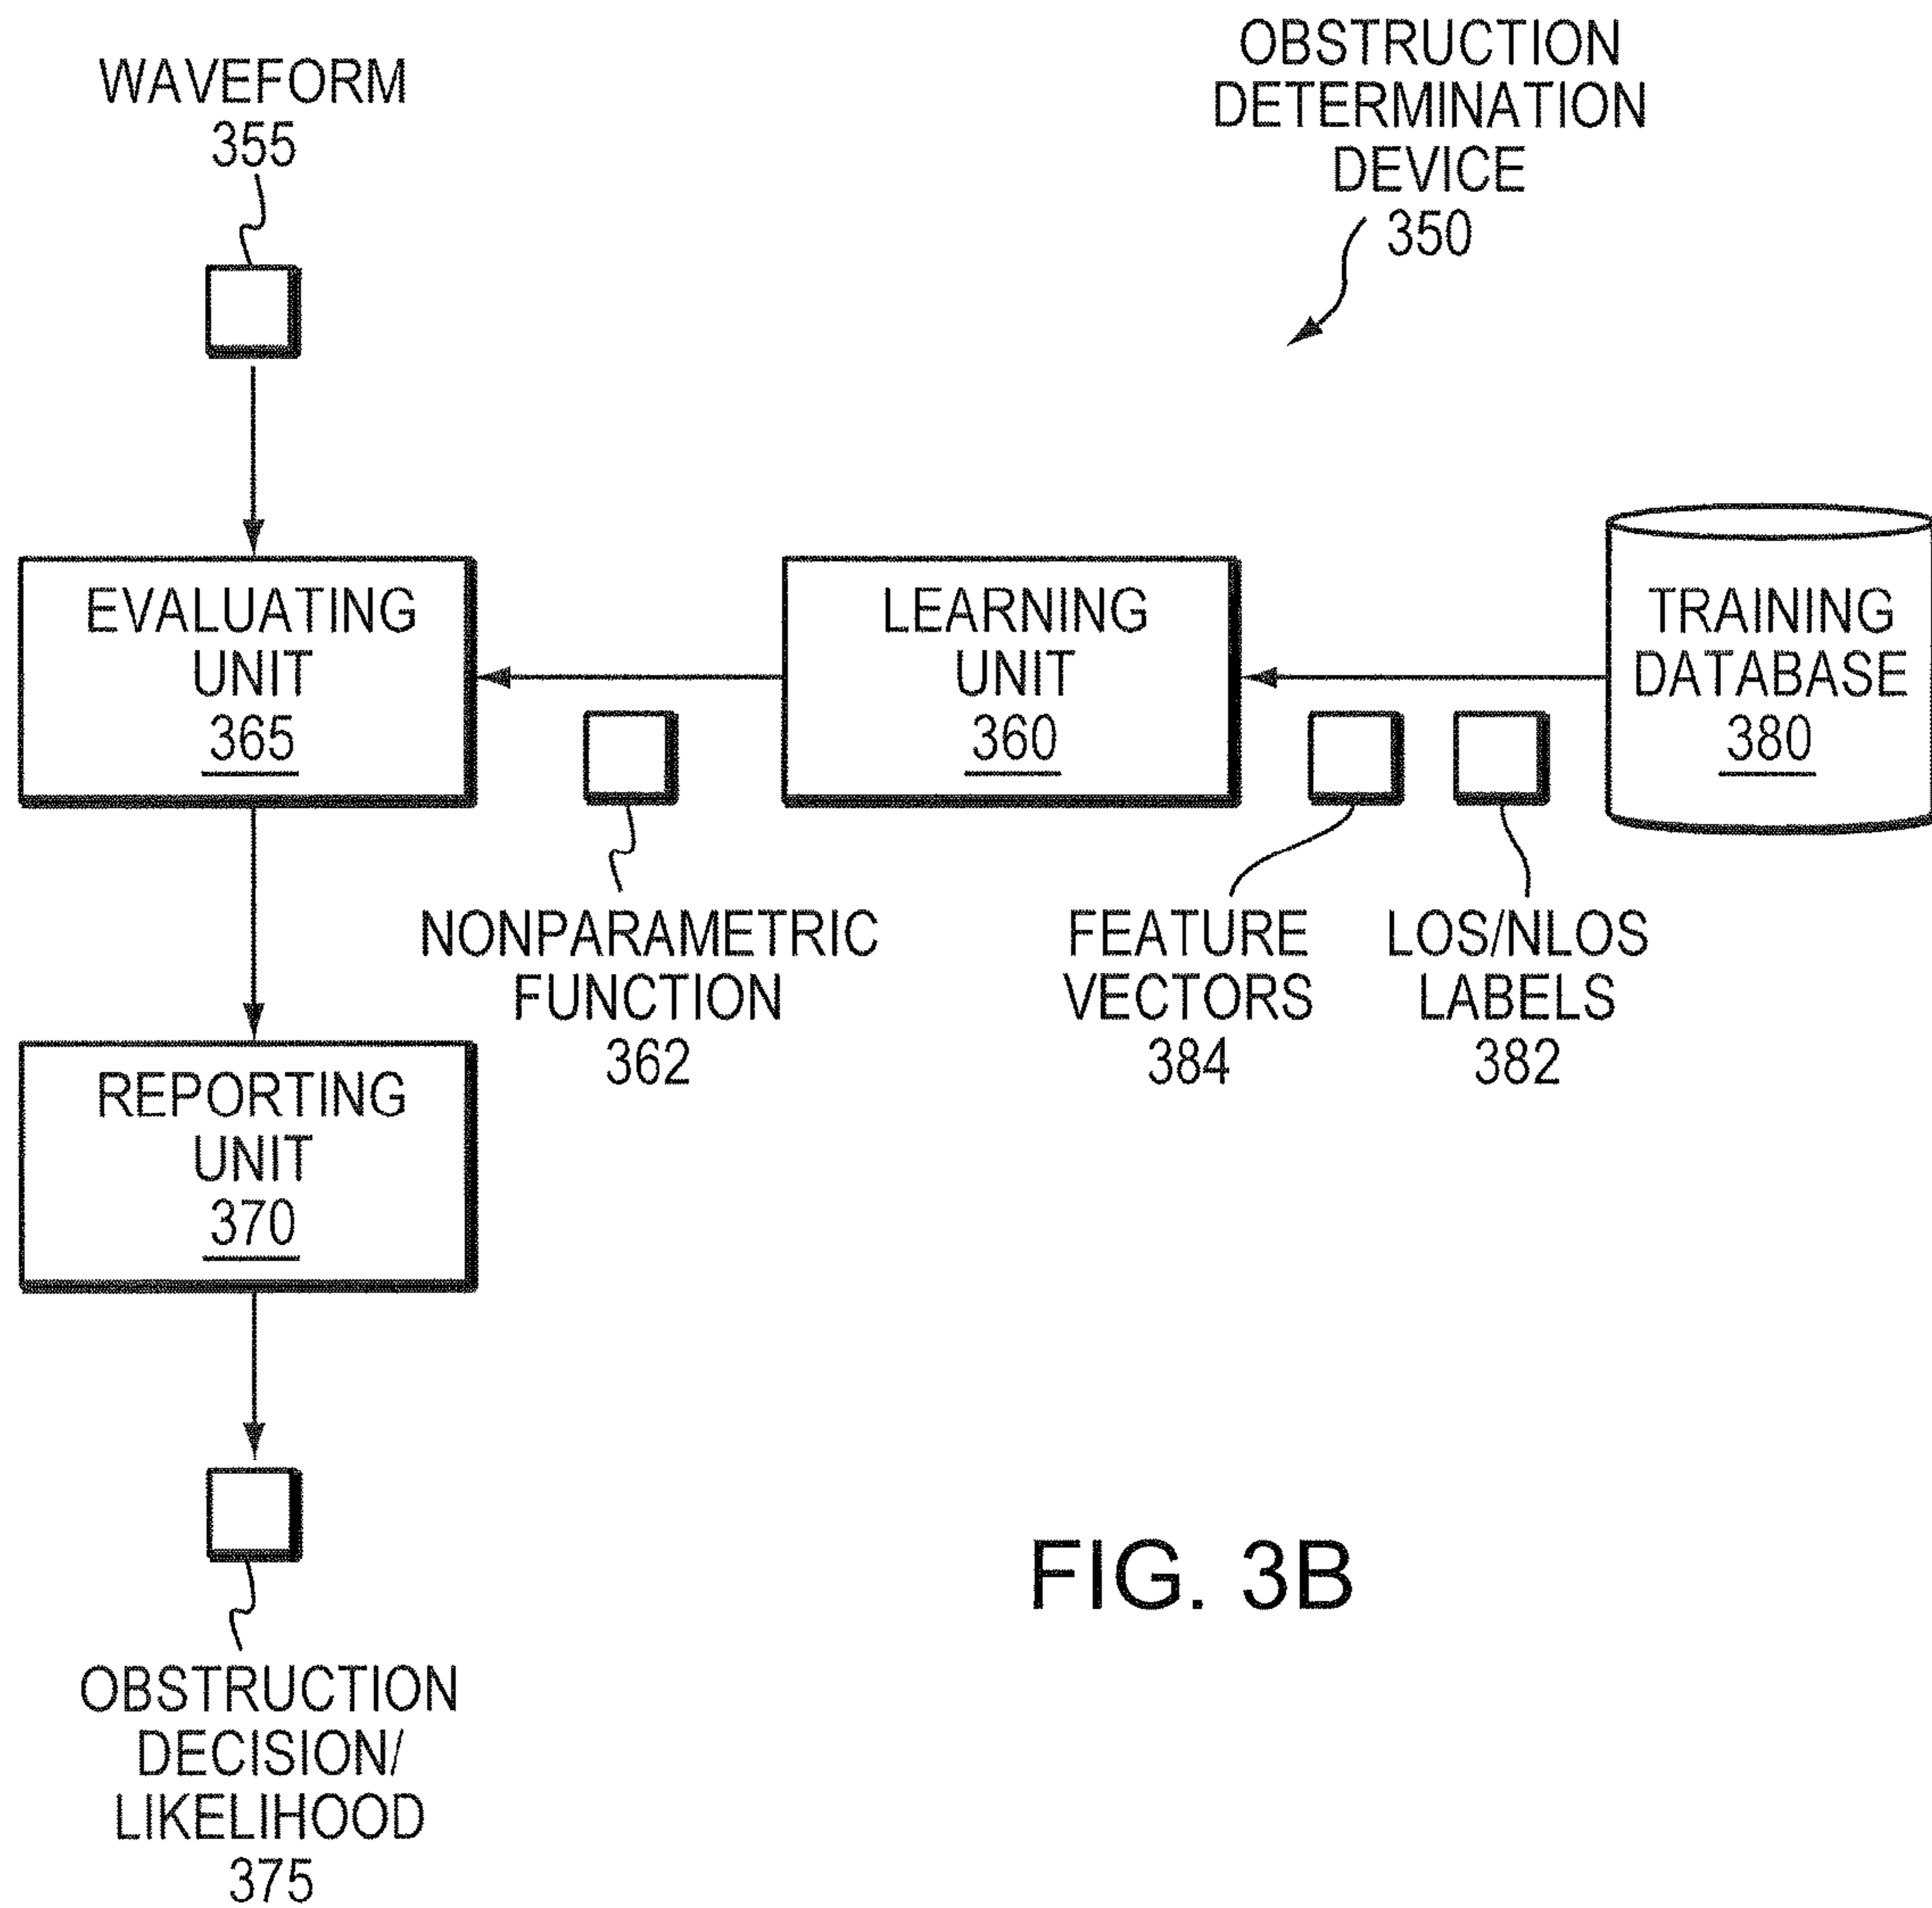 WAVEFORM
355
OBSTRUCTION
DETERMINATION
DEVICE
350
EVALUATING
UNIT
365
LEARNING
UNIT
360
TRAINING
DATABASE
380
NONPARAMETRIC
FUNCTION
362
FEATURE
VECTORS
384
LOS/NLOS
LABELS
382
REPORTING
UNIT
370
OBSTRUCTION
DECISION/
LIKELIHOOD
375
FIG. 3B